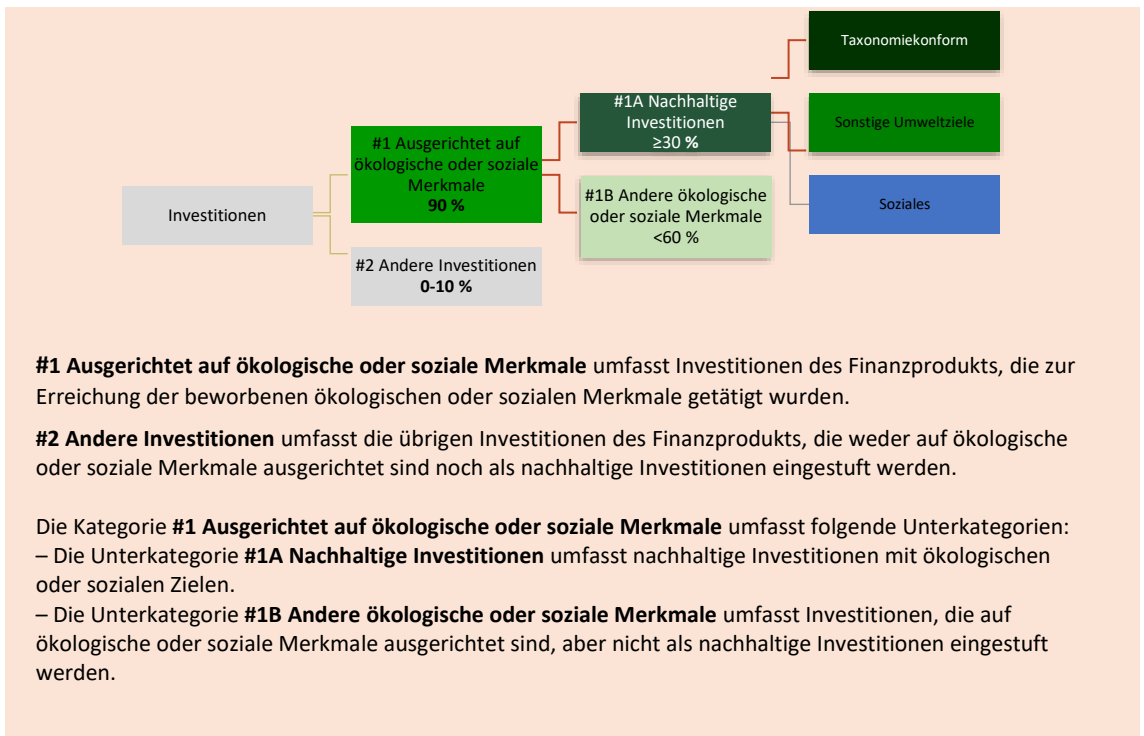 Taxonomiekonform
#1A Nachhaltige
Investitionen
≥30 %
Sonstige Umweltziele
#1 Ausgerichtet auf
ökologische oder soziale
Merkmale
90 %
#1B Andere ökologische
oder soziale Merkmale
<60 %
Soziales
Investitionen
#2 Andere Investitionen
0-10 %
#1 Ausgerichtet auf ökologische oder soziale Merkmale umfasst Investitionen des Finanzprodukts, die zur
Erreichung der beworbenen ökologischen oder sozialen Merkmale getätigt wurden.
#2 Andere Investitionen umfasst die übrigen Investitionen des Finanzprodukts, die weder auf ökologische
oder soziale Merkmale ausgerichtet sind noch als nachhaltige Investitionen eingestuft werden.
Die Kategorie #1 Ausgerichtet auf ökologische oder soziale Merkmale umfasst folgende Unterkategorien:
– Die Unterkategorie #1A Nachhaltige Investitionen umfasst nachhaltige Investitionen mit ökologischen
oder sozialen Zielen.
– Die Unterkategorie #1B Andere ökologische oder soziale Merkmale umfasst Investitionen, die auf
ökologische oder soziale Merkmale ausgerichtet sind, aber nicht als nachhaltige Investitionen eingestuft
werden.